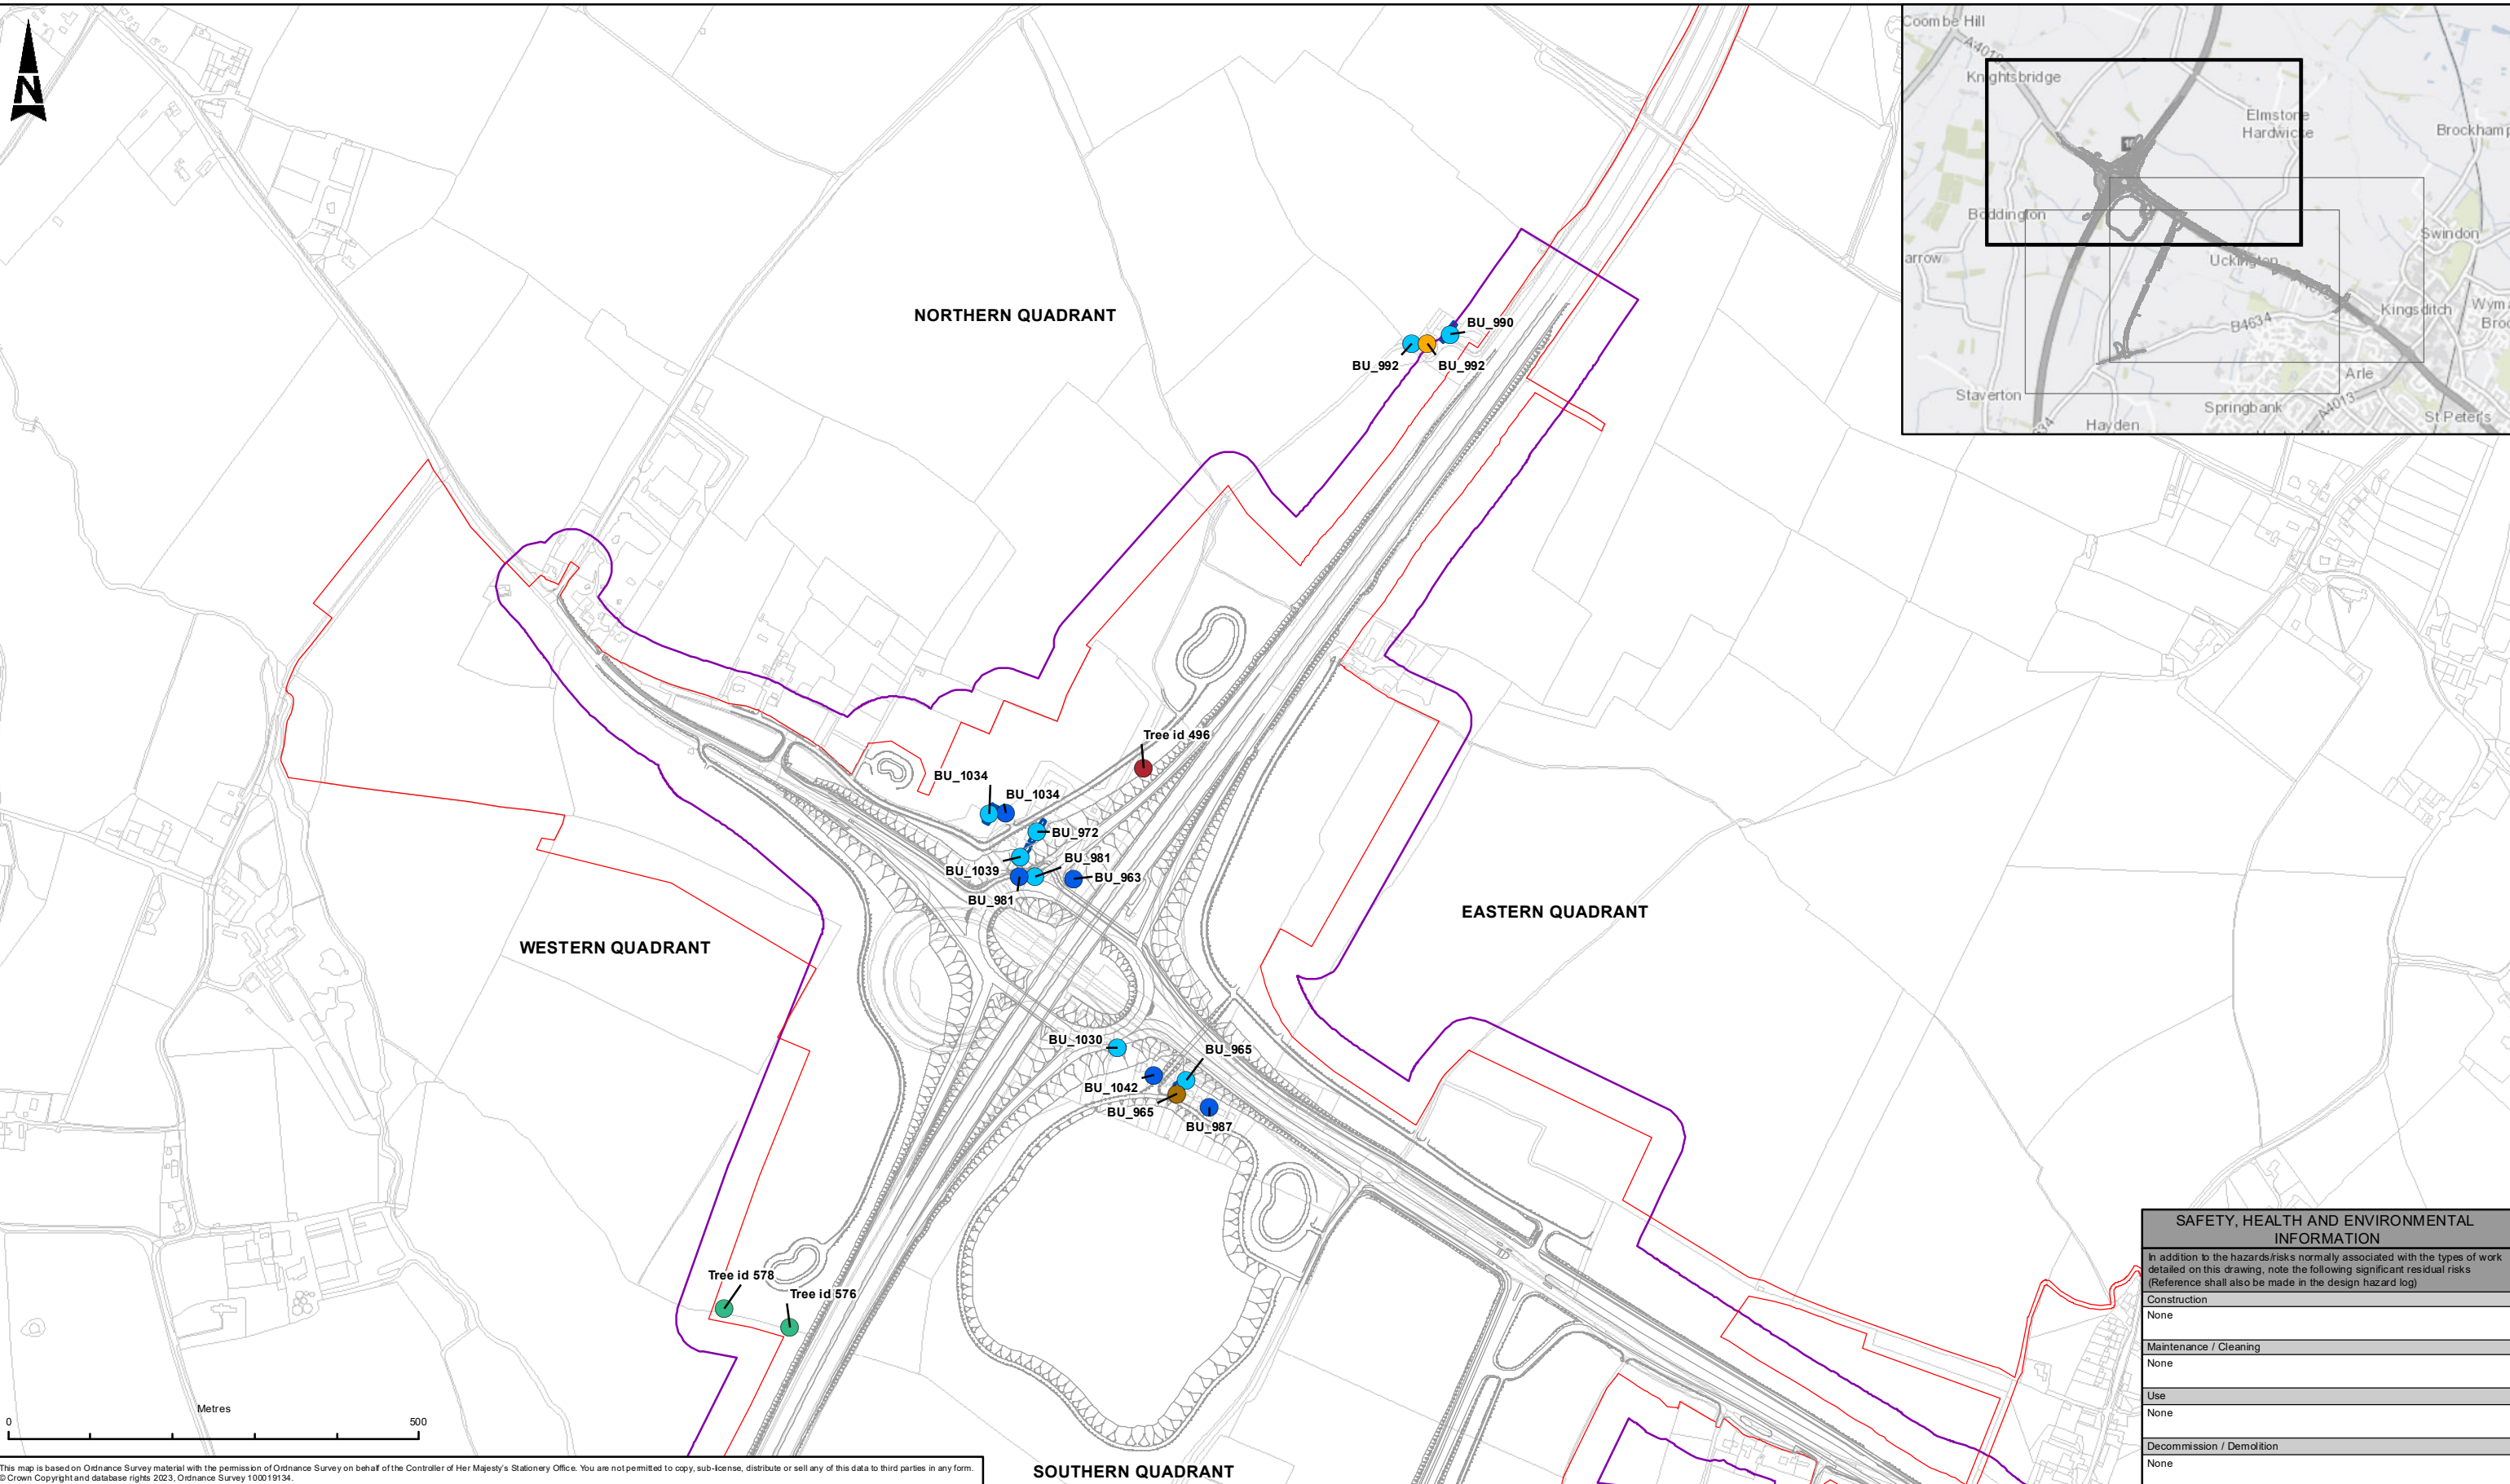 N
NORTHERN QUADRANT
BU_990
BU_992
BU_992
Tree id 496
BU_1034
BU_1034
BU_972
BU_981
BU_1039
BU_963
BU_981
EASTERN QUADRANT
WESTERN QUADRANT
BU_1030
BU_965
BU_1042
BU_965
BU_987
Tree id 578
Tree id 576
Metres
0
500
SOUTHERN QUADRANT
This map is based on Ordnance Survey material with the permission of Ordnance Survey on behalf of the Controller of Her Majesty's Stationery Office. You are not permitted to copy, sub-license, distribute or sell any of this data to third parties in any form.
© Crown Copyright and database rights 2023, Ordnance Survey 100019134.
Coombe Hill
A4019
Knightsbridge
Elmstone
Hardwicke
Brockhamp
10
Boddington
Swindon
arrow
Uckington
A4019
Kingsditch
Wyma
Broo
B4634
Arle
Staverton
Springbank
A4013
St Peter's
Hayden
634
SAFETY, HEALTH AND ENVIRONMENTAL
INFORMATION
In addition to the hazards/risks normally associated with the types of work
detailed on this drawing, note the following significant residual risks
(Reference shall also be made in the design hazard log)
Construction
None
Maintenance / Cleaning
None
Use
None
Decommission / Demolition
None